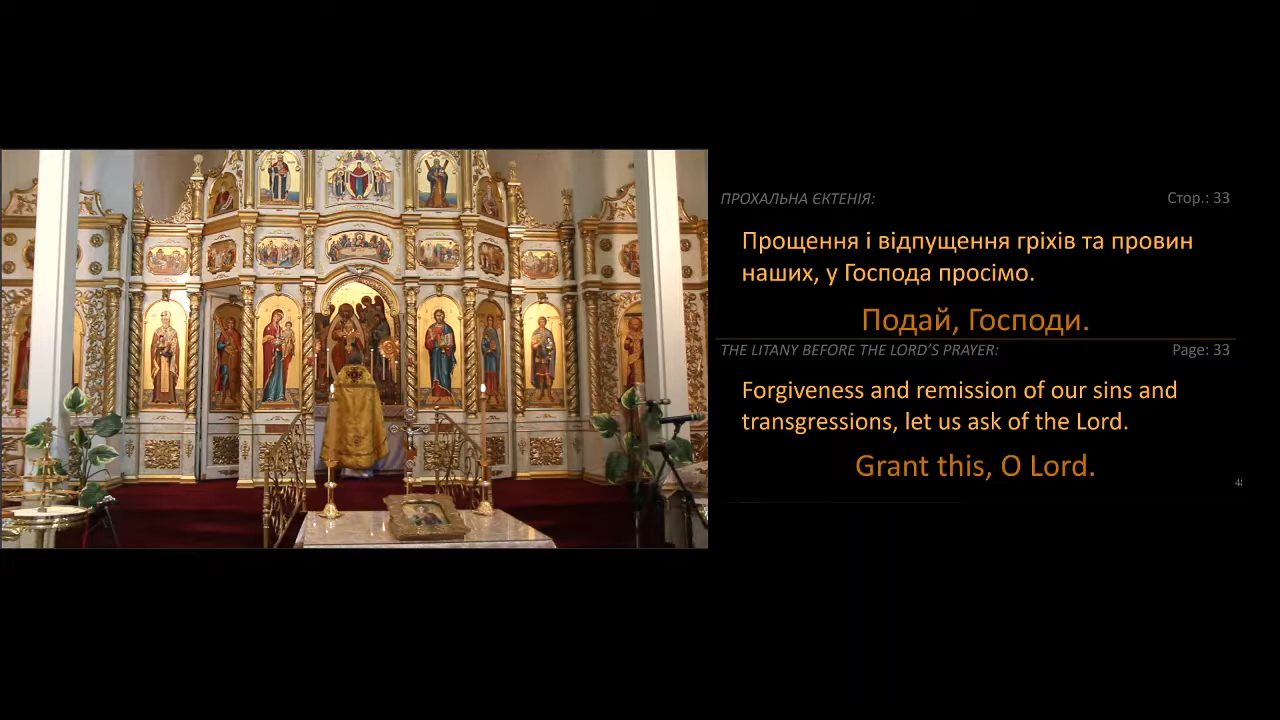 ПРОХАЛЬНА ЄКТЕНІЯ:
Стор.: 33
Прощення і відпущення гріхів та провин
наших, у Господа просімо.
Подай, Господи.
THE LITANY BEFORE THE LORD’S PRAYER:
Page: 33
Forgiveness and remission of our sins and
transgressions, let us ask of the Lord.
Grant this, O Lord.